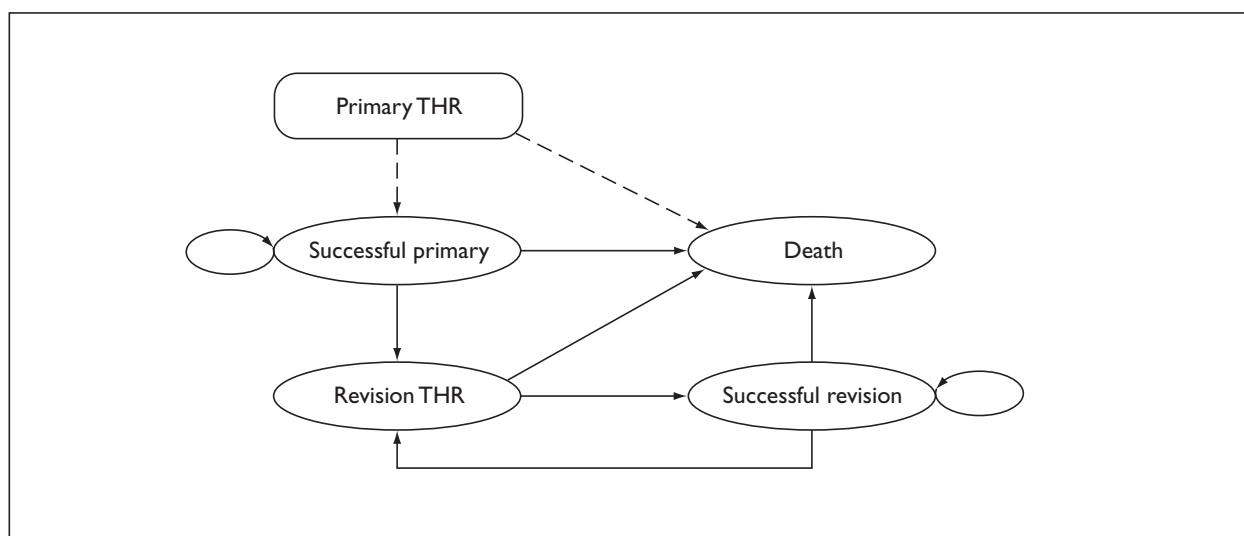 Primary THR
Successful primary
Death
Revision THR
Successful revision